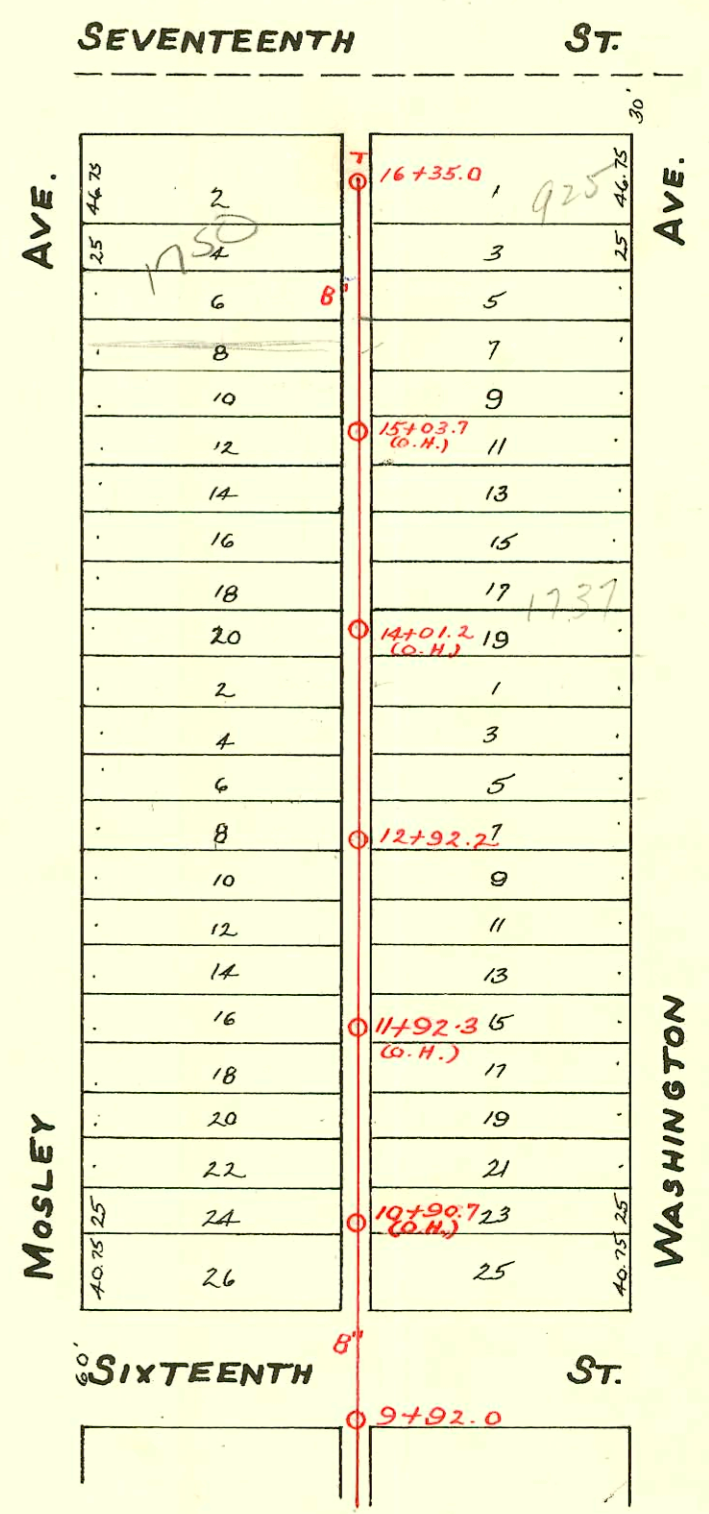 SEVENTEENTH ST.
30'
AVE.
AVE.
T
16+35.0
46.75 2 1 925 46.75
1750
25 4 3 25
6 8" 5
8 7
10 9
15+03.7
(O.H.)
12 11
14 13
16 15
18 17 1737
14+01.2
(O.H.)
20 19
2 1
4 3
6 5
8 12+92.2 7
10 9
12 11
14 13
16 11+92.3 15
(O.H.)
18 17
20 19
22 21
25 24 10+90.7 23 25
(O.H.)
40.75 26 25 40.75
MOSLEY
WASHINGTON
8"
60' SIXTEENTH ST.
9+92.0